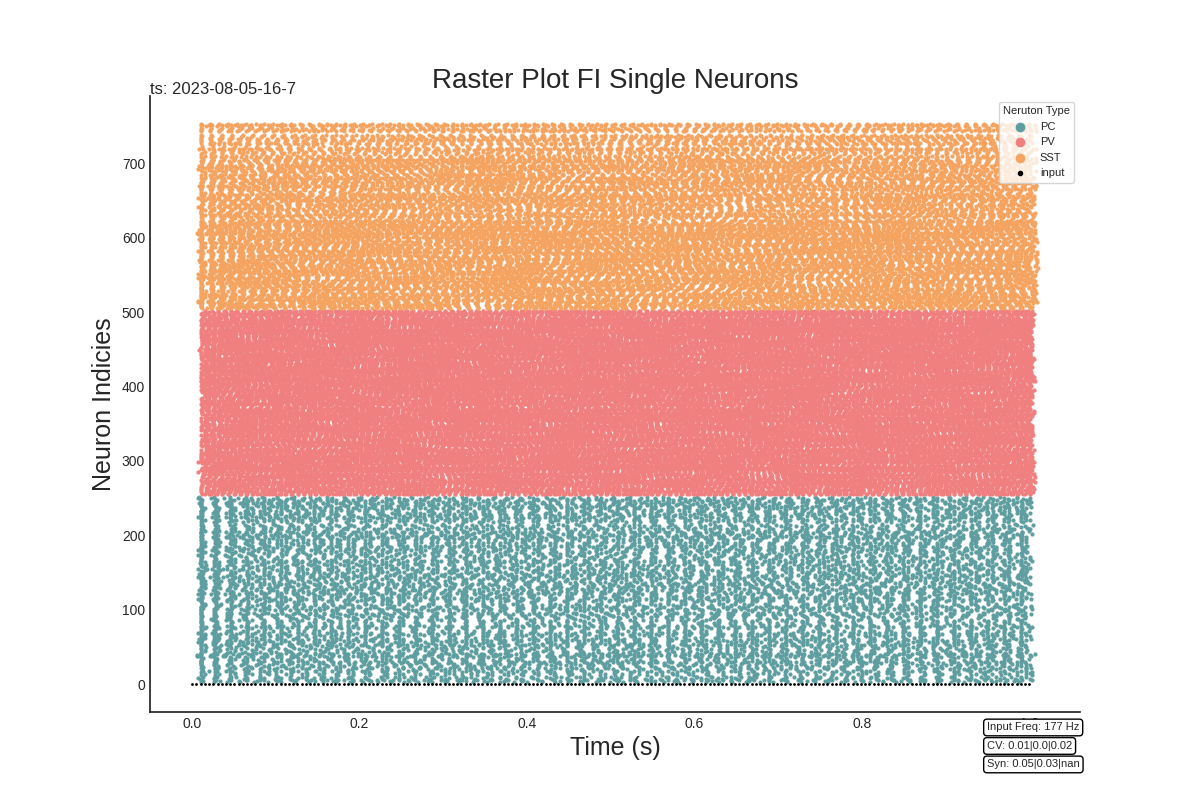 Raster Plot FI Single Neurons
ts: 2023-08-05-16-7
Neruton Type
PC
PV
SST
input
Neuron Indicies
700
600
500
400
300
200
100
0
0.0 0.2 0.4 0.6 0.8
Time (s)
Input Freq: 177 Hz
CV: 0.01|0.0|0.02
Syn: 0.05|0.03|nan